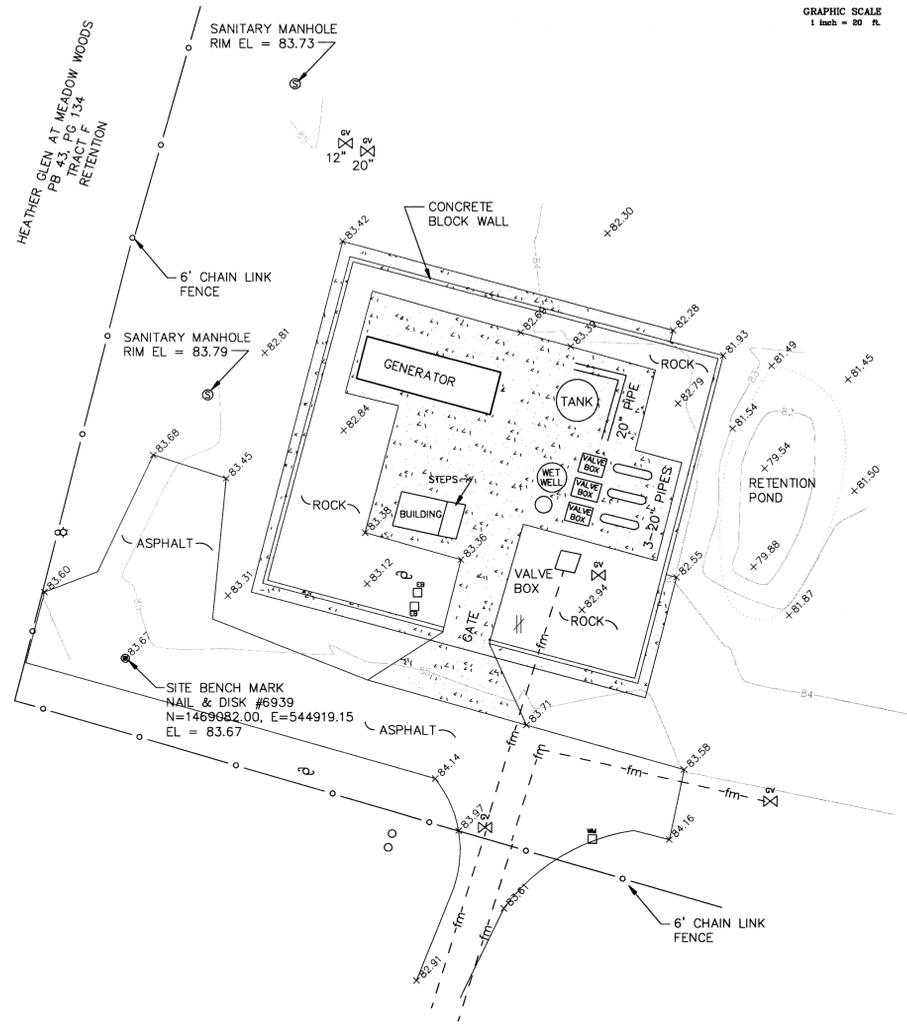 GRAPHIC SCALE
1 inch = 20 ft.
SANITARY MANHOLE
RIM EL = 83.73
S
HEATHER GLEN AT MEADOW WOODS
PB 43, PG 134
TRACT F
RETENTION
85
GV
12"
GV
20"
CONCRETE
BLOCK WALL
+82.30
83.42
84
6' CHAIN LINK
FENCE
82.28
SANITARY MANHOLE
RIM EL = 83.79
S
+82.81
83.39
81.93
ROCK
83
81.49
+81.45
GENERATOR
TANK
20" PIPE
+82.79
+82.84
+81.54
82
83.68
83.45
WET
WELL
VALVE
BOX
VALVE
BOX
VALVE
BOX
3-20" PIPES
+79.54
RETENTION
POND
+81.50
STEPS
BUILDING
ROCK
83.38
83.36
ASPHALT
+79.88
83.60
+83.31
+83.12
EB
EB
VALVE
BOX
GV
+82.94
ROCK
82.55
+81.87
GATE
fm
83.67
85
84
SITE BENCH MARK
NAIL & DISK #6939
N=1469082.00, E=544919.15
EL = 83.67
ASPHALT
83.71
fm
fm
83.58
fm
fm
GV
84.14
83.97
GV
WM
84.16
83.61
fm
fm
6' CHAIN LINK
FENCE
82.91